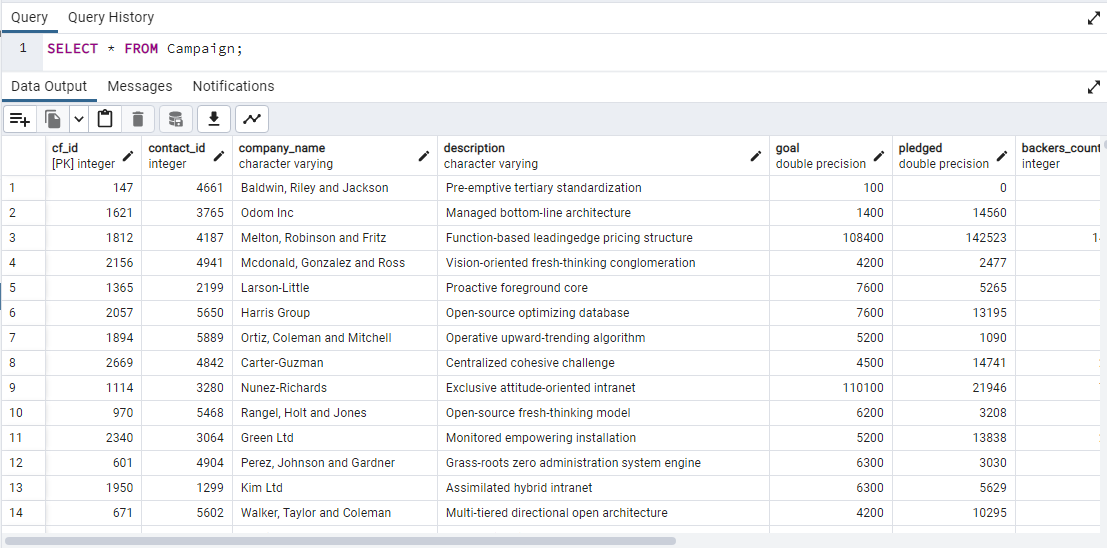 Query Query History
1 SELECT * FROM Campaign;
Data Output Messages Notifications
cf_id contact_id company_name description goal pledged backers_count
[PK] integer integer character varying character varying double precision double precision integer
1 147 4661 Baldwin, Riley and Jackson Pre-emptive tertiary standardization 100 0
2 1621 3765 Odom Inc Managed bottom-line architecture 1400 14560
3 1812 4187 Melton, Robinson and Fritz Function-based leadingedge pricing structure 108400 142523
4 2156 4941 Mcdonald, Gonzalez and Ross Vision-oriented fresh-thinking conglomeration 4200 2477
5 1365 2199 Larson-Little Proactive foreground core 7600 5265
6 2057 5650 Harris Group Open-source optimizing database 7600 13195
7 1894 5889 Ortiz, Coleman and Mitchell Operative upward-trending algorithm 5200 1090
8 2669 4842 Carter-Guzman Centralized cohesive challenge 4500 14741
9 1114 3280 Nunez-Richards Exclusive attitude-oriented intranet 110100 21946
10 970 5468 Rangel, Holt and Jones Open-source fresh-thinking model 6200 3208
11 2340 3064 Green Ltd Monitored empowering installation 5200 13838
12 601 4904 Perez, Johnson and Gardner Grass-roots zero administration system engine 6300 3030
13 1950 1299 Kim Ltd Assimilated hybrid intranet 6300 5629
14 671 5602 Walker, Taylor and Coleman Multi-tiered directional open architecture 4200 10295